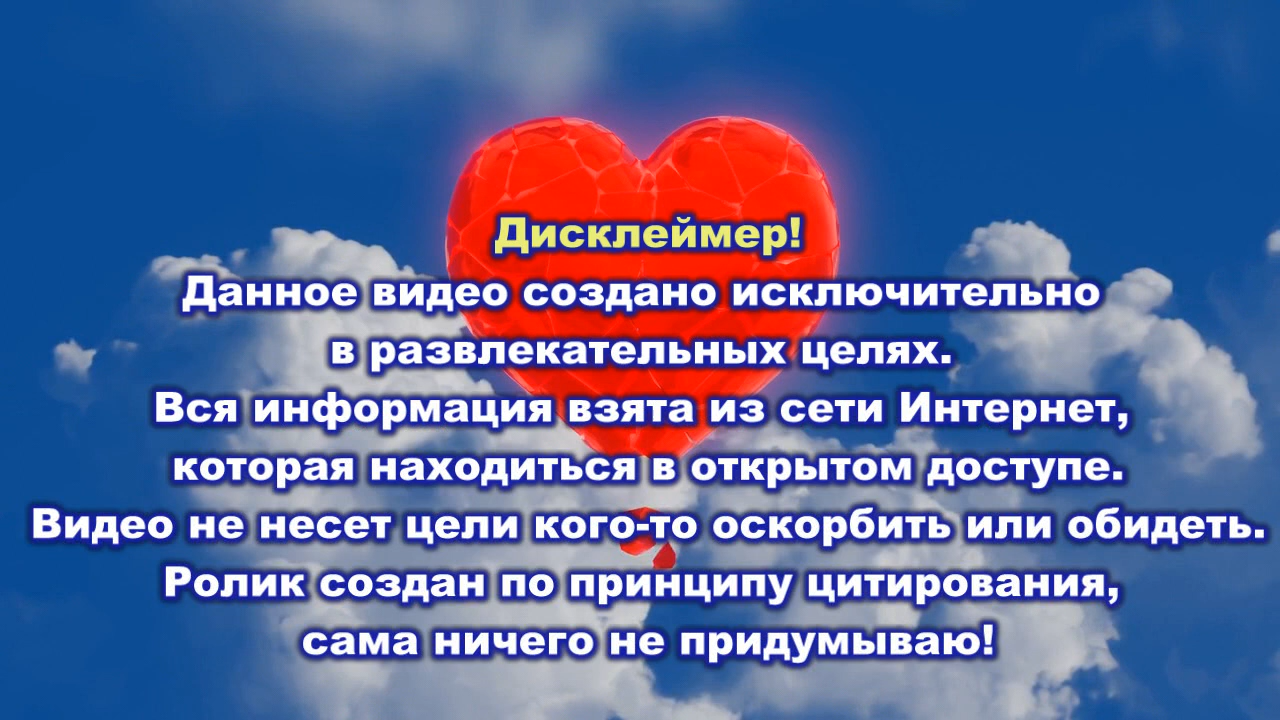 Дисклеймер!
Данное видео создано исключительно
в развлекательных целях.
Вся информация взята из сети Интернет,
которая находиться в открытом доступе.
Видео не несет цели кого-то оскорбить или обидеть.
Ролик создан по принципу цитирования,
сама ничего не придумываю!